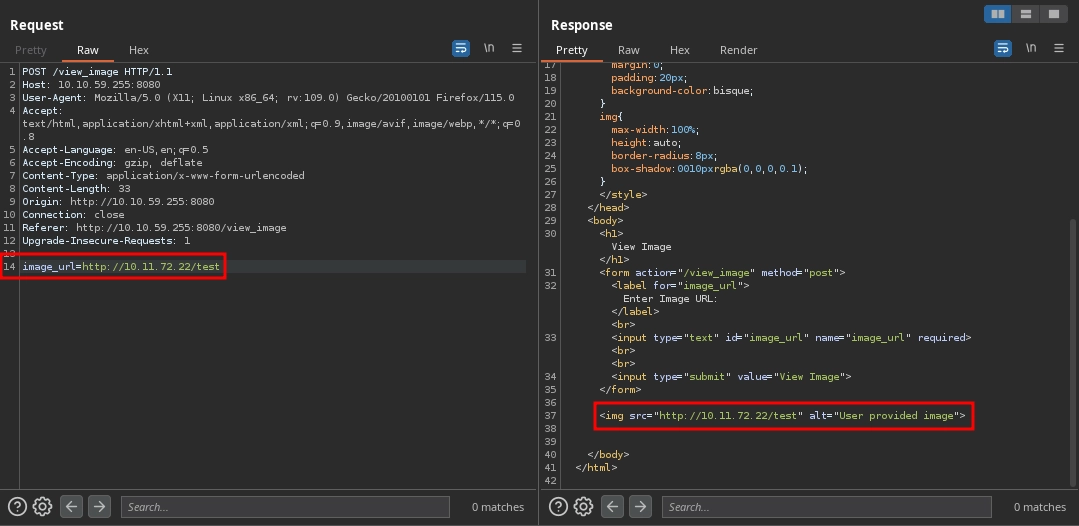 Request
Pretty Raw Hex
\n
1 POST /view_image HTTP/1.1
2 Host: 10.10.59.255:8080
3 User-Agent: Mozilla/5.0 (X11; Linux x86_64; rv:109.0) Gecko/20100101 Firefox/115.0
4 Accept:
text/html,application/xhtml+xml,application/xml;q=0.9,image/avif,image/webp,*/*;q=0
.8
5 Accept-Language: en-US,en;q=0.5
6 Accept-Encoding: gzip, deflate
7 Content-Type: application/x-www-form-urlencoded
8 Content-Length: 33
9 Origin: http://10.10.59.255:8080
10 Connection: close
11 Referer: http://10.10.59.255:8080/view_image
12 Upgrade-Insecure-Requests: 1
13
14 image_url=http://10.11.72.22/test
Search...
0 matches
Response
Pretty Raw Hex Render
\n
17 margin:0;
18 padding:20px;
19 background-color:bisque;
20 }
21 img{
22 max-width:100%;
23 height:auto;
24 border-radius:8px;
25 box-shadow:0010pxrgba(0,0,0,0.1);
26 }
27 </style>
28 </head>
29 <body>
30 <h1>
View Image
</h1>
31 <form action="/view_image" method="post">
32 <label for="image_url">
Enter Image URL:
</label>
<br>
33 <input type="text" id="image_url" name="image_url" required>
<br>
<br>
34 <input type="submit" value="View Image">
35 </form>
36
37 <img src="http://10.11.72.22/test" alt="User provided image">
38
39
40 </body>
41 </html>
42
Search...
0 matches